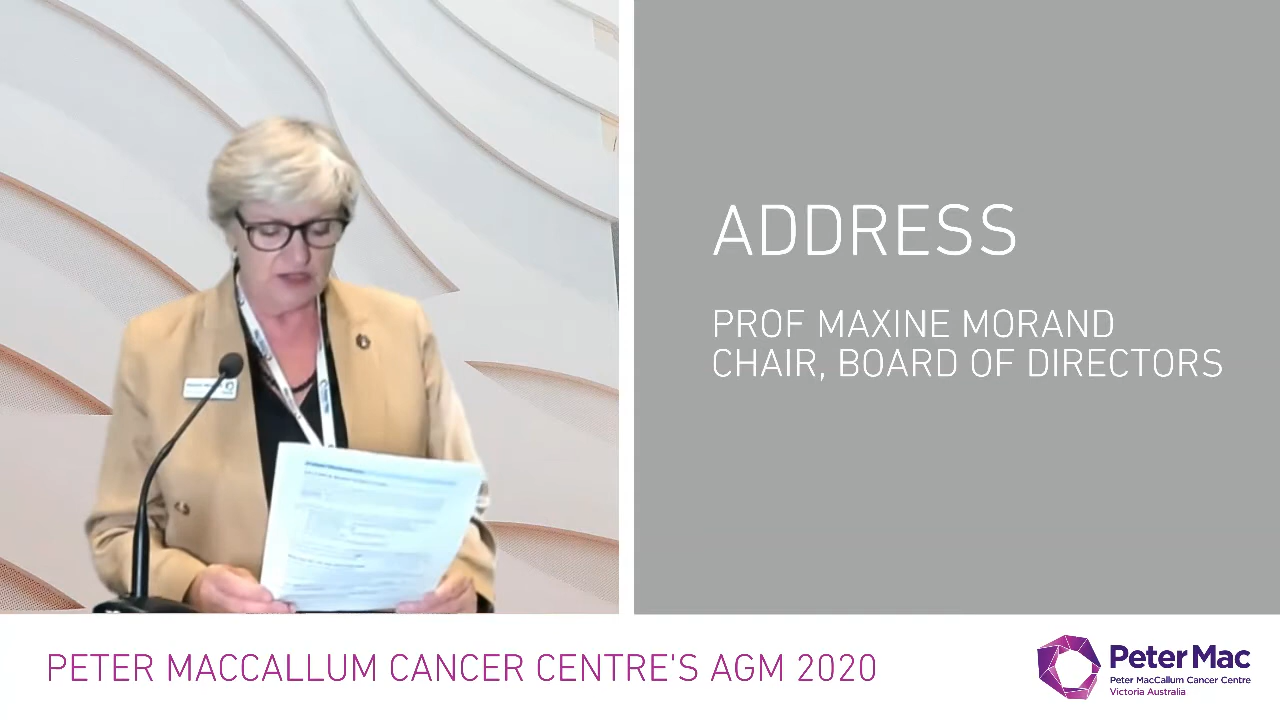 ADDRESS
PROF MAXINE MORAND
CHAIR, BOARD OF DIRECTORS
PETER MACCALLUM CANCER CENTRE'S AGM 2020
Peter Mac
Peter MacCallum Cancer Centre
Victoria Australia